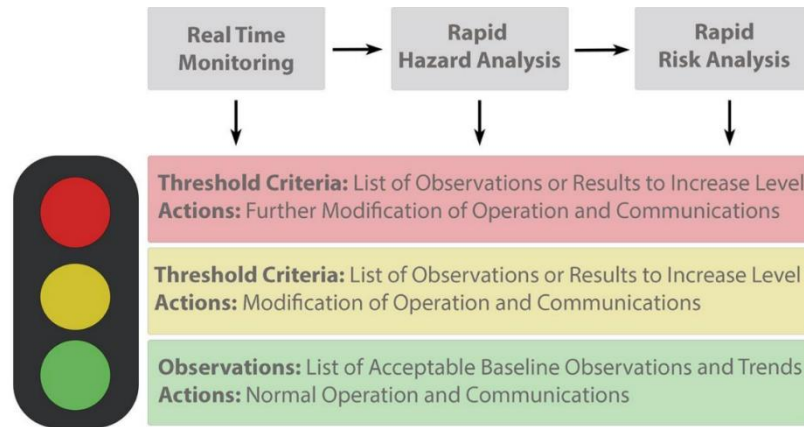 Real Time
Monitoring
Rapid
Hazard Analysis
Rapid
Risk Analysis
Threshold Criteria: List of Observations or Results to Increase Level
Actions: Further Modification of Operation and Communications
Threshold Criteria: List of Observations or Results to Increase Level
Actions: Modification of Operation and Communications
Observations: List of Acceptable Baseline Observations and Trends
Actions: Normal Operation and Communications